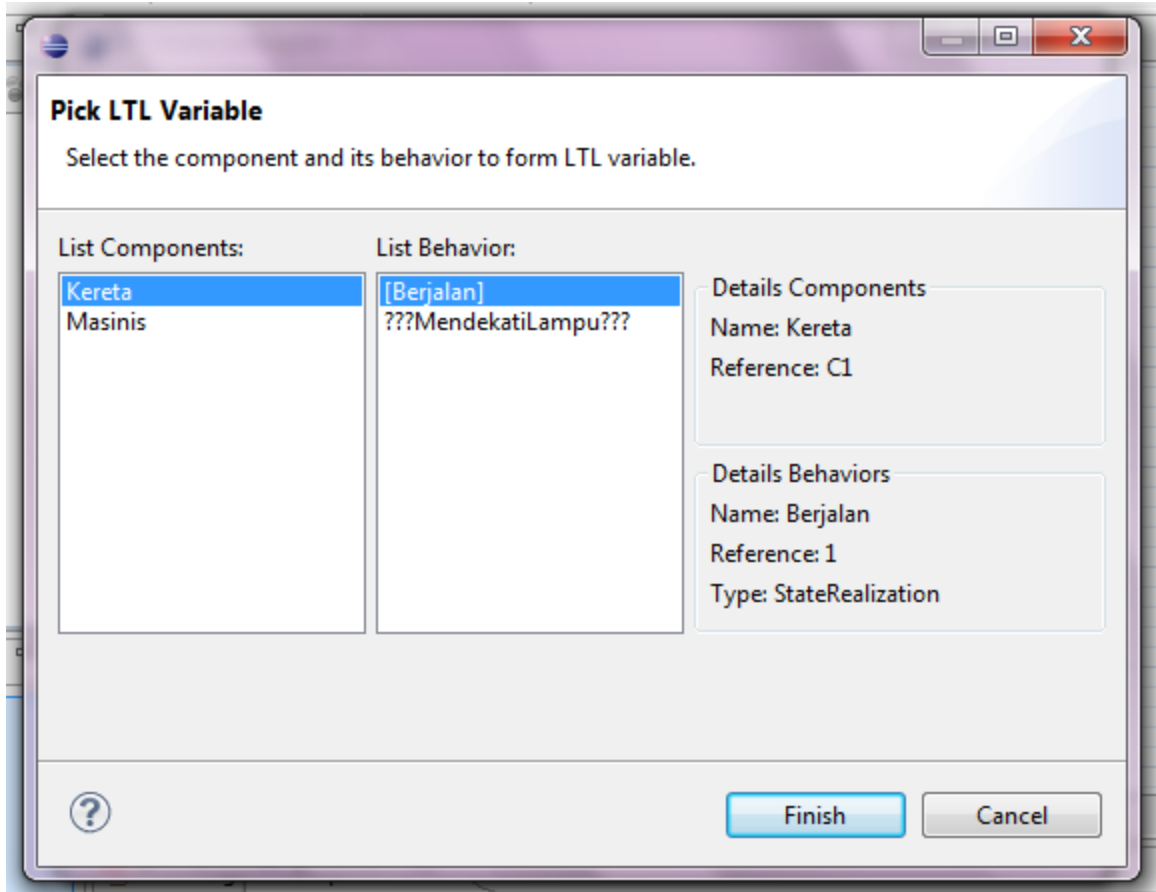 Pick LTL Variable
Select the component and its behavior to form LTL variable.
List Components:
Kereta
Masinis
List Behavior:
[Berjalan]
???MendekatiLampu???
Details Components
Name: Kereta
Reference: C1
Details Behaviors
Name: Berjalan
Reference: 1
Type: StateRealization
?
Finish
Cancel